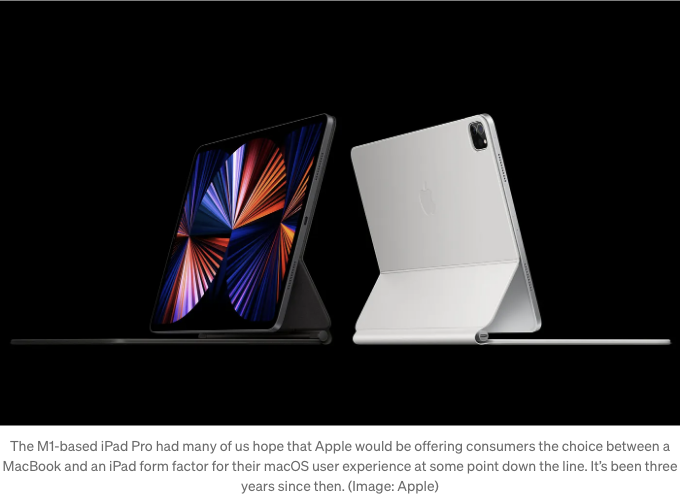 The M1-based iPad Pro had many of us hope that Apple would be offering consumers the choice between a
MacBook and an iPad form factor for their macOS user experience at some point down the line. It’s been three
years since then. (Image: Apple)